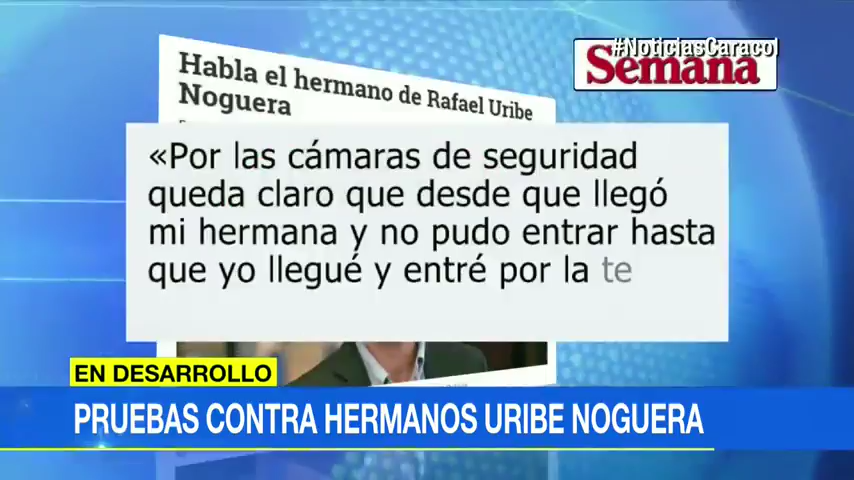 #NoticiasCaracol
Semana
Habla el hermano de Rafael Uribe
Noguera
«Por las cámaras de seguridad
queda claro que desde que llegó
mi hermana y no pudo entrar hasta
que yo llegué y entré por la te
EN DESARROLLO
PRUEBAS CONTRA HERMANOS URIBE NOGUERA